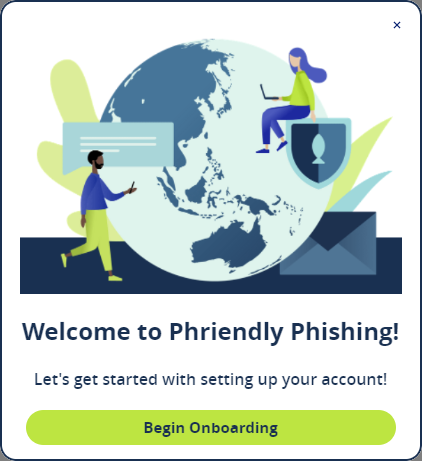 ×
Welcome to Phriendly Phishing!
Let's get started with setting up your account!
Begin Onboarding